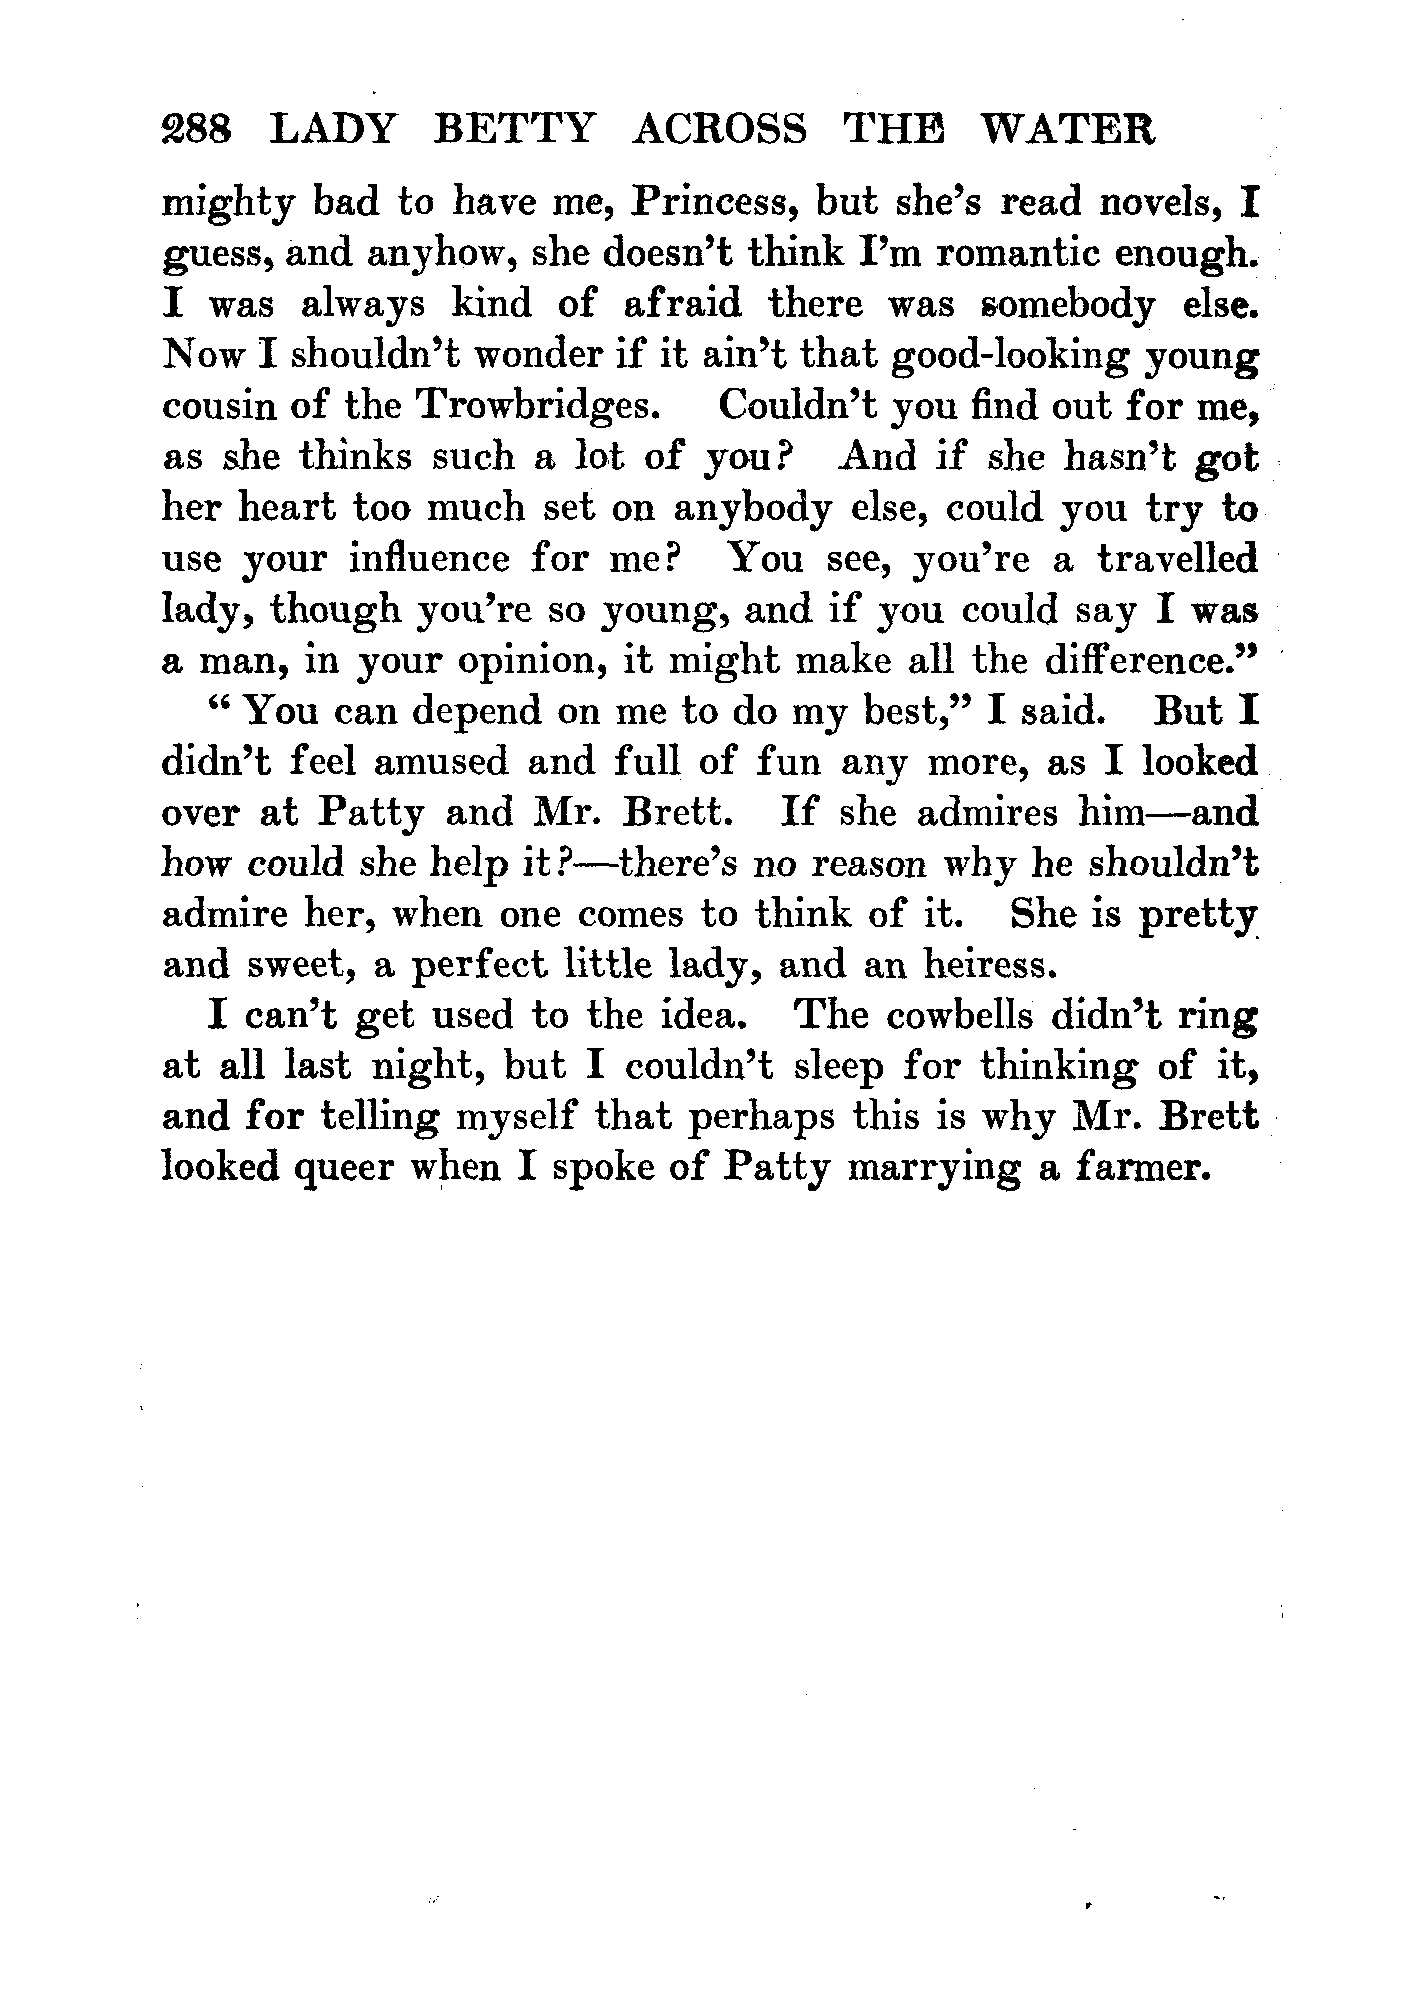 288 LADY BETTY ACROSS THE WATER
mighty bad to have me, Princess, but she's read novels, I
guess, and anyhow, she doesn't think I'm romantic enough.
I was always kind of afraid there was somebody else.
Now I shouldn't wonder if it ain't that good-looking young
cousin of the Trowbridges. Couldn't you find out for me,
as she thinks such a lot of you? And if she hasn't got
her heart too much set on anybody else, could you try to
use your influence for me? You see, you're a travelled
lady, though you're so young, and if you could say I was
a man, in your opinion, it might make all the difference."
"You can depend on me to do my best," I said. But I
didn't feel amused and full of fun any more, as I looked
over at Patty and Mr. Brett. If she admires him—and
how could she help it?—there's no reason why he shouldn't
admire her, when one comes to think of it. She is pretty
and sweet, a perfect little lady, and an heiress.
I can't get used to the idea. The cowbells didn't ring
at all last night, but I couldn't sleep for thinking of it,
and for telling myself that perhaps this is why Mr. Brett
looked queer when I spoke of Patty marrying a farmer.